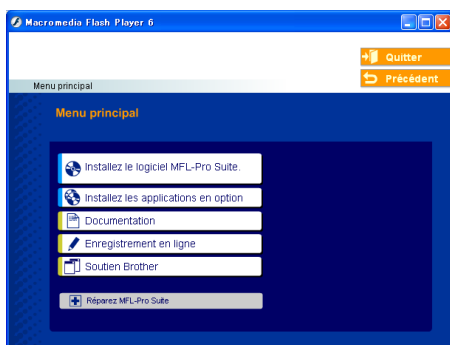 Macromedia Flash Player 6
Quitter
Précédent
Menu principal
Menu principal
Installez le logiciel MFL-Pro Suite.
Installez les applications en option
Documentation
Enregistrement en ligne
Soutien Brother
Réparez MFL-Pro Suite